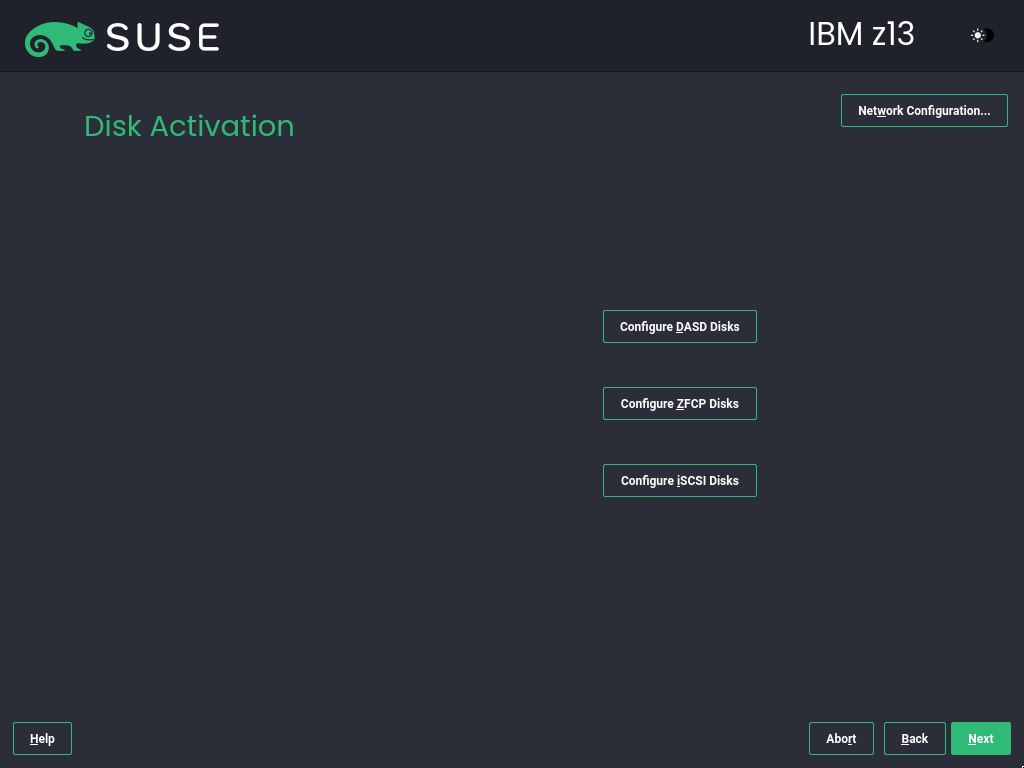 SUSE
IBM z13
Network Configuration...
Disk Activation
Configure DASD Disks
Configure ZFCP Disks
Configure iSCSI Disks
Help
Abort
Back
Next